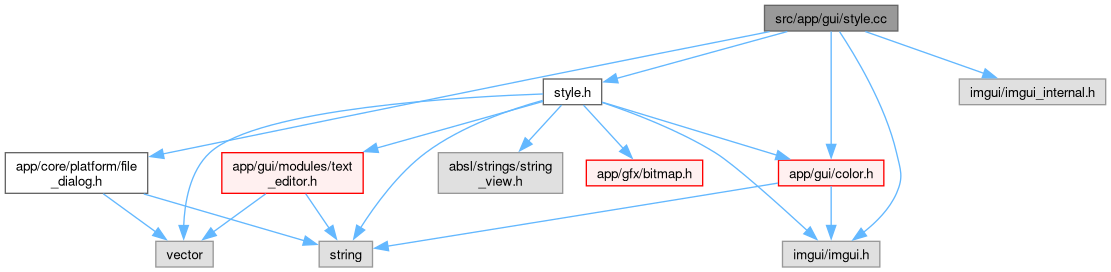 src/app/gui/style.cc
style.h
imgui/imgui_internal.h
app/core/platform/file
_dialog.h
app/gui/modules/text
_editor.h
absl/strings/string
_view.h
app/gfx/bitmap.h
app/gui/color.h
vector
string
imgui/imgui.h